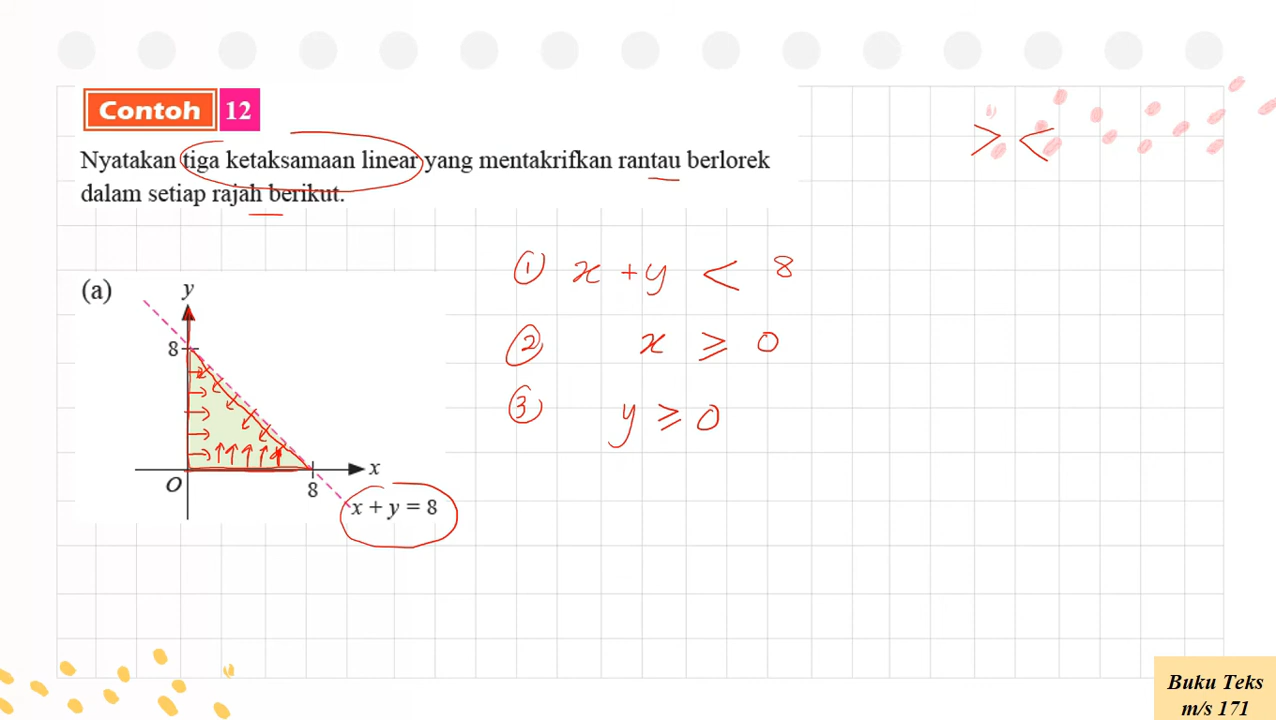 Contoh 12
Nyatakan tiga ketaksamaan linear yang mentakrifkan rantau berlorek
dalam setiap rajah berikut.
> <
① x + y < 8
(a)
y
8
② x ≥ 0
③ y ≥ 0
x
O
8
x + y = 8
Buku Teks
m/s 171